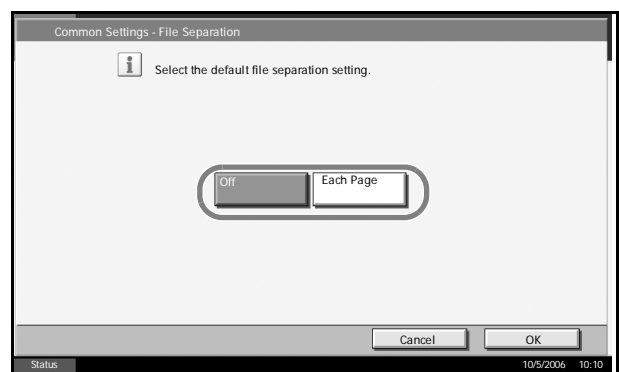 Common Settings - File Separation
i Select the default file separation setting.
Off Each Page
Cancel OK
Status 10/5/2006 10:10